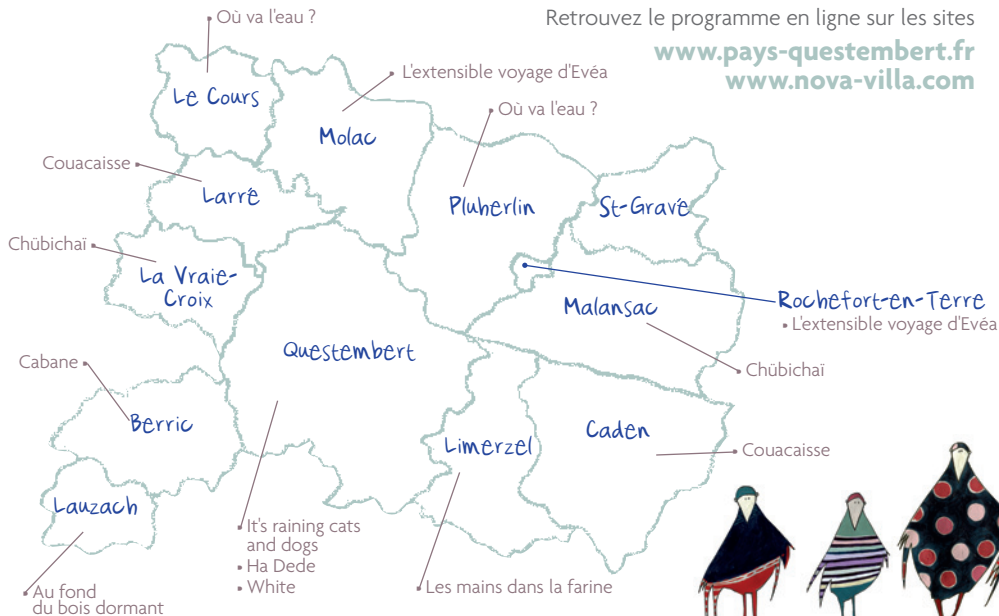 • Où va l'eau ?
Retrouvez le programme en ligne sur les sites
www.pays-questembert.fr
www.nova-villa.com
Le Cours
• L'extensible voyage d'Evéa
Molac
• Où va l'eau ?
Couacaisse •
Larré
Pluherlin
St-Gravé
Chübichaï •
La Vraie-
Croix
Rochefort-en-Terre
• L'extensible voyage d'Evéa
Malansac
Questembert
Cabane •
• Chübichaï
Berric
Limerzel
Caden
• Couacaisse
Lauzach
• It's raining cats
and dogs
• Ha Dede
• White
• Les mains dans la farine
• Au fond
du bois dormant